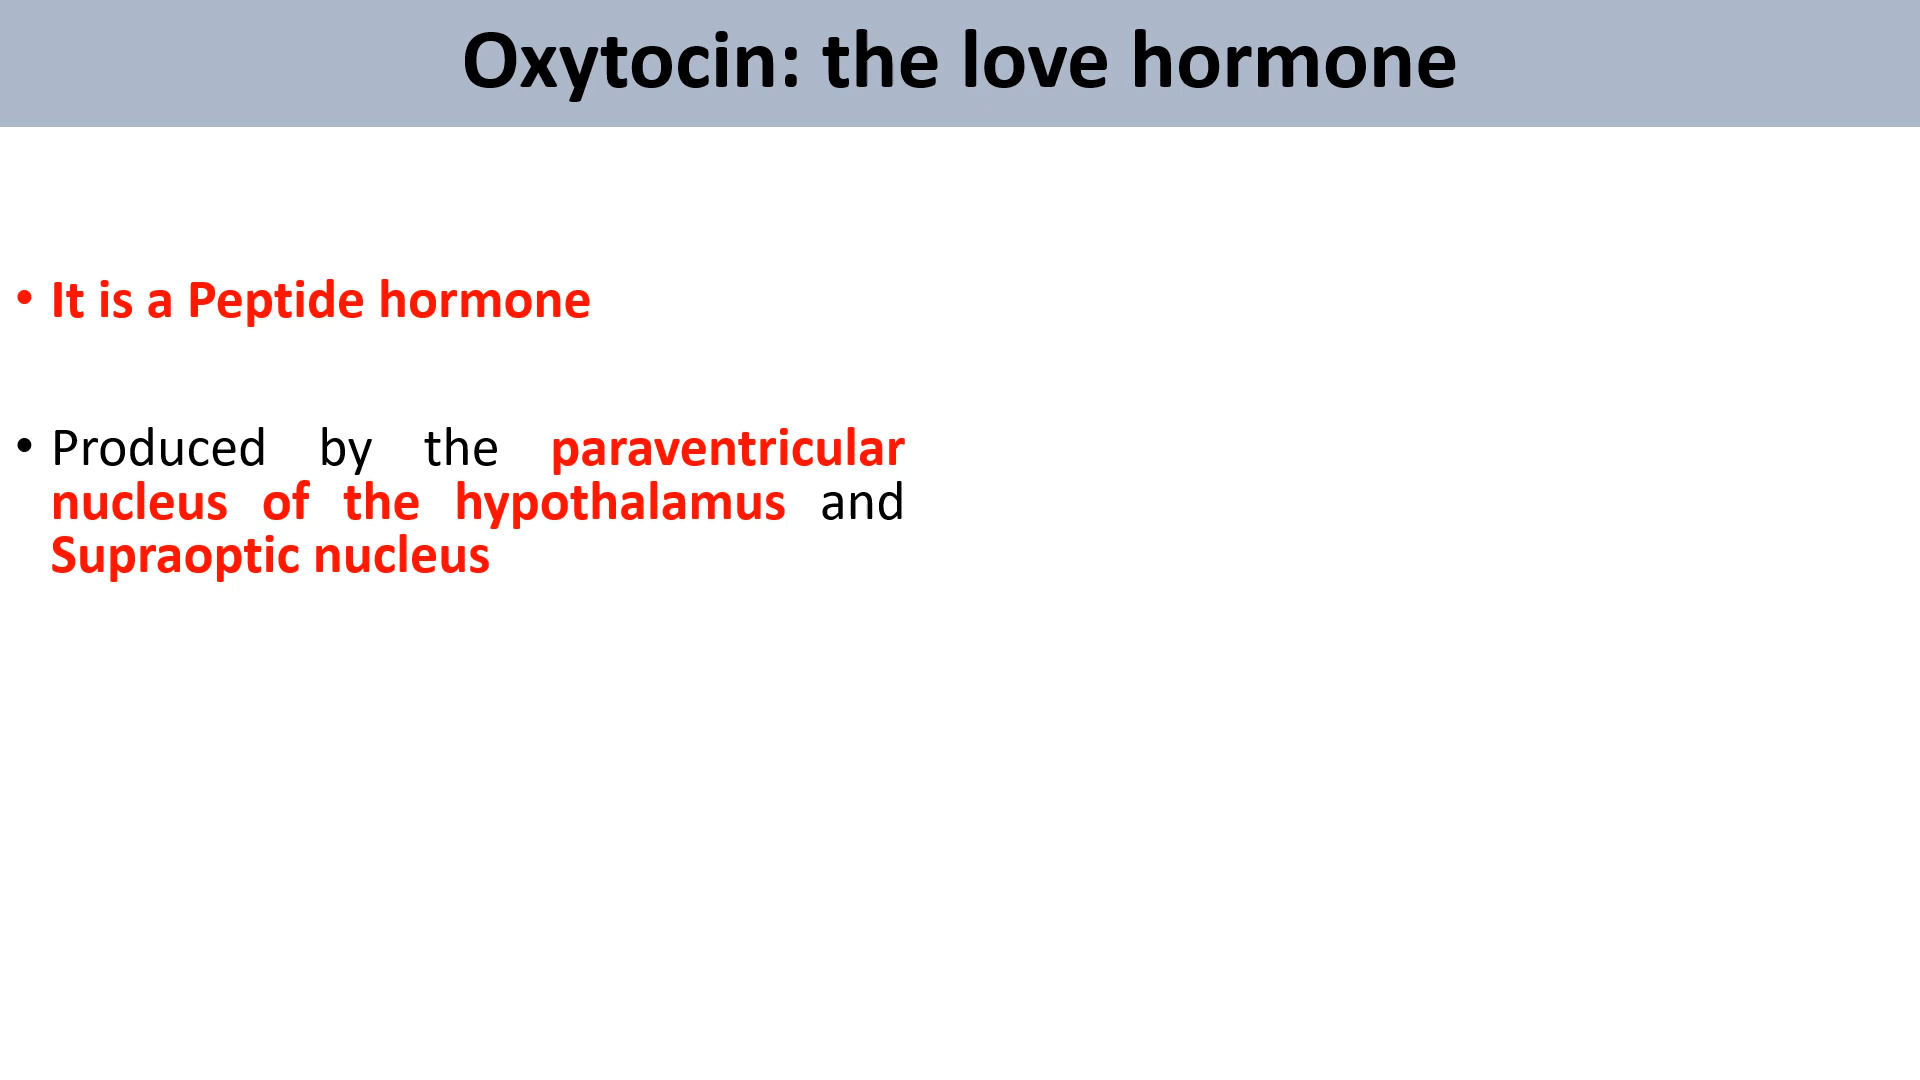 Oxytocin: the love hormone
• It is a Peptide hormone
• Produced by the paraventricular
nucleus of the hypothalamus and
Supraoptic nucleus